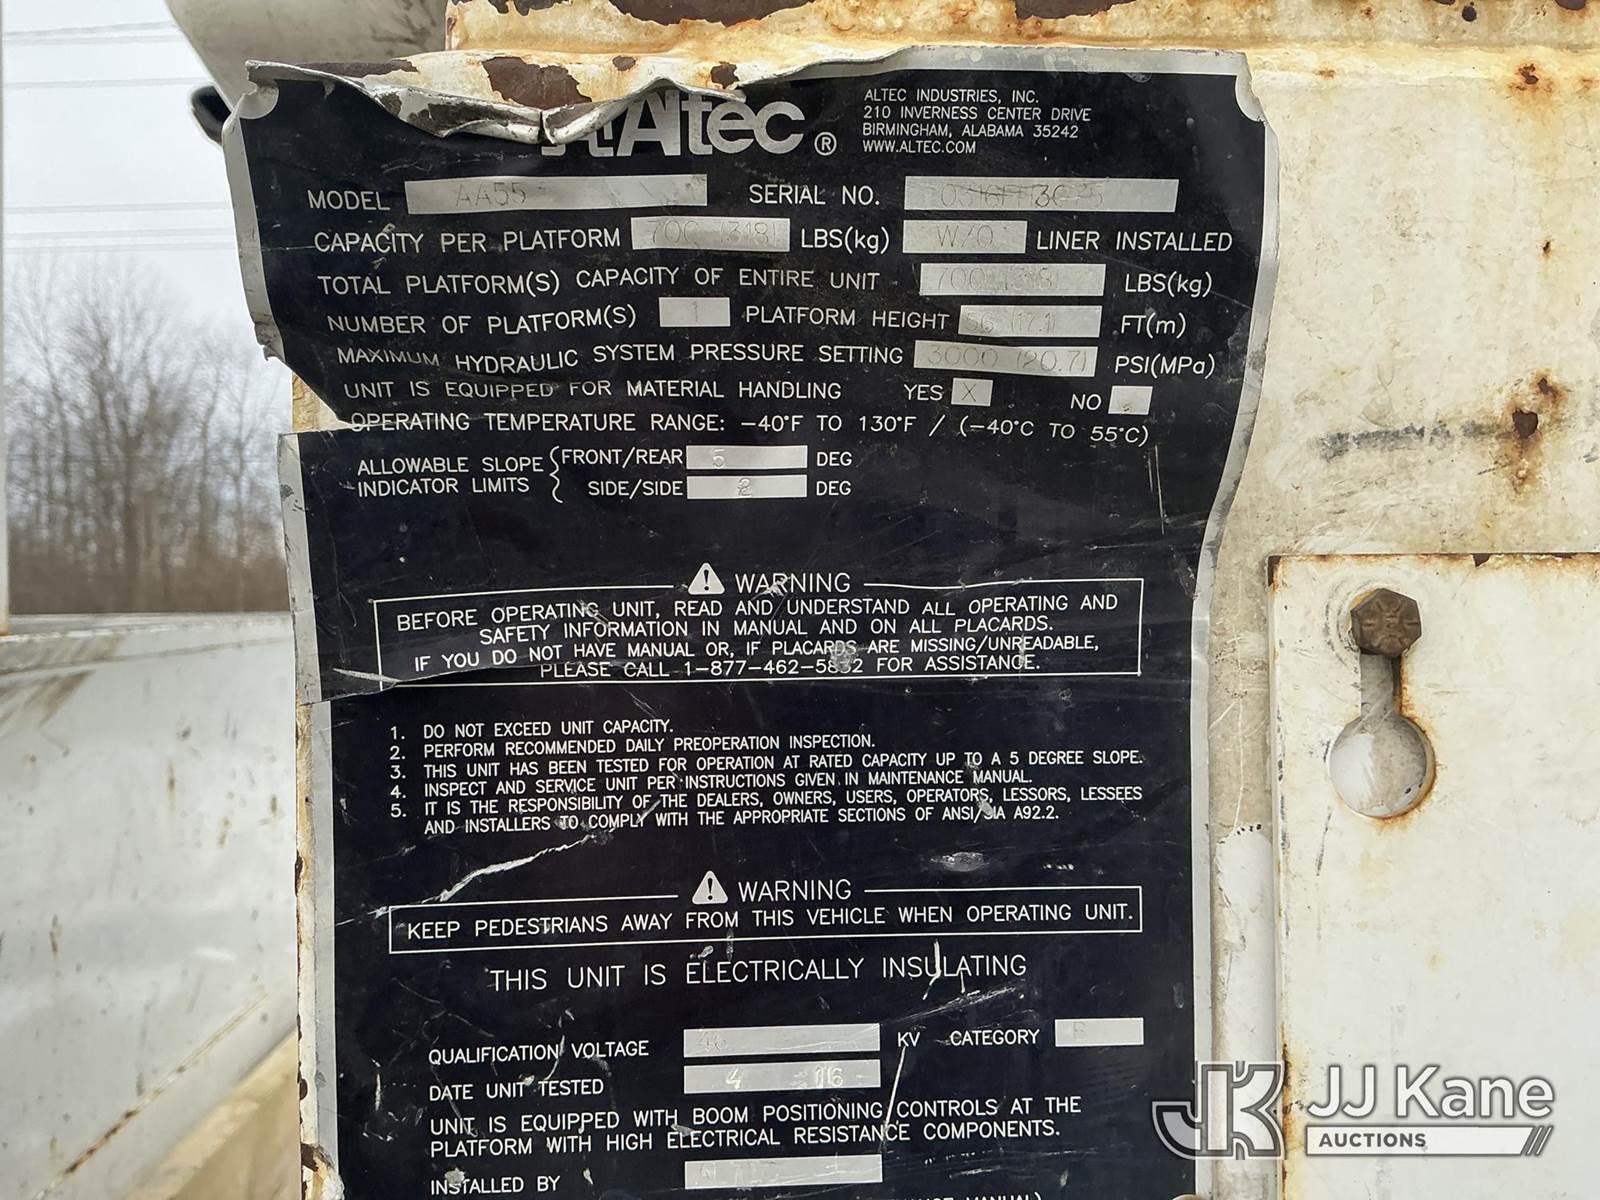 Altec®
ALTEC INDUSTRIES, INC.
210 INVERNESS CENTER DRIVE
BIRMINGHAM, ALABAMA 35242
WWW.ALTEC.COM
MODEL AA55 SERIAL NO.
CAPACITY PER PLATFORM 700 (318) LBS(kg) W/O LINER INSTALLED
TOTAL PLATFORM(S) CAPACITY OF ENTIRE UNIT 700 (318) LBS(kg)
NUMBER OF PLATFORM(S) 1 PLATFORM HEIGHT 56 (17.1) FT(m)
MAXIMUM HYDRAULIC SYSTEM PRESSURE SETTING 3000 (20.7) PSI(MPa)
UNIT IS EQUIPPED FOR MATERIAL HANDLING YES X NO
OPERATING TEMPERATURE RANGE: -40°F TO 130°F / (-40°C TO 55°C)
ALLOWABLE SLOPE INDICATOR LIMITS { FRONT/REAR 5 DEG
SIDE/SIDE 2 DEG
⚠ WARNING
BEFORE OPERATING UNIT, READ AND UNDERSTAND ALL OPERATING AND
SAFETY INFORMATION IN MANUAL AND ON ALL PLACARDS.
IF YOU DO NOT HAVE MANUAL OR, IF PLACARDS ARE MISSING/UNREADABLE,
PLEASE CALL 1-877-462-5832 FOR ASSISTANCE.
1. DO NOT EXCEED UNIT CAPACITY.
2. PERFORM RECOMMENDED DAILY PREOPERATION INSPECTION.
3. THIS UNIT HAS BEEN TESTED FOR OPERATION AT RATED CAPACITY UP TO A 5 DEGREE SLOPE.
4. INSPECT AND SERVICE UNIT PER INSTRUCTIONS GIVEN IN MAINTENANCE MANUAL.
5. IT IS THE RESPONSIBILITY OF THE DEALERS, OWNERS, USERS, OPERATORS, LESSORS, LESSEES
AND INSTALLERS TO COMPLY WITH THE APPROPRIATE SECTIONS OF ANSI/SIA A92.2.
⚠ WARNING
KEEP PEDESTRIANS AWAY FROM THIS VEHICLE WHEN OPERATING UNIT.
THIS UNIT IS ELECTRICALLY INSULATING
QUALIFICATION VOLTAGE 46 KV CATEGORY B
DATE UNIT TESTED 4 16
UNIT IS EQUIPPED WITH BOOM POSITIONING CONTROLS AT THE
PLATFORM WITH HIGH ELECTRICAL RESISTANCE COMPONENTS.
INSTALLED BY
MANUAL)
JJ Kane
AUCTIONS